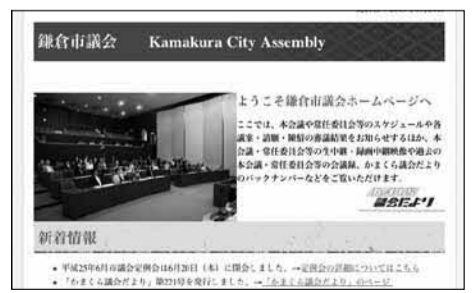 鎌倉市議会 Kamakura City Assembly
ようこそ鎌倉市議会ホームページへ
ここでは、本会議や常任委員会等のスケジュールや各
議案・請願・陳情の審議結果をお知らせするほか、本
会議・常任委員会等の生中継・録画中継映像や過去の
本会議・常任委員会等の会議録、かまくら議会だより
のバックナンバーなどをご覧いただけます。
議会だより
新着情報
平成25年6月市議会定例会は6月20日(木)に閉会しました。→定例会の詳細についてはこちら
「かまくら議会だより」第221号を発行しました。→「かまくら議会だより」のページ